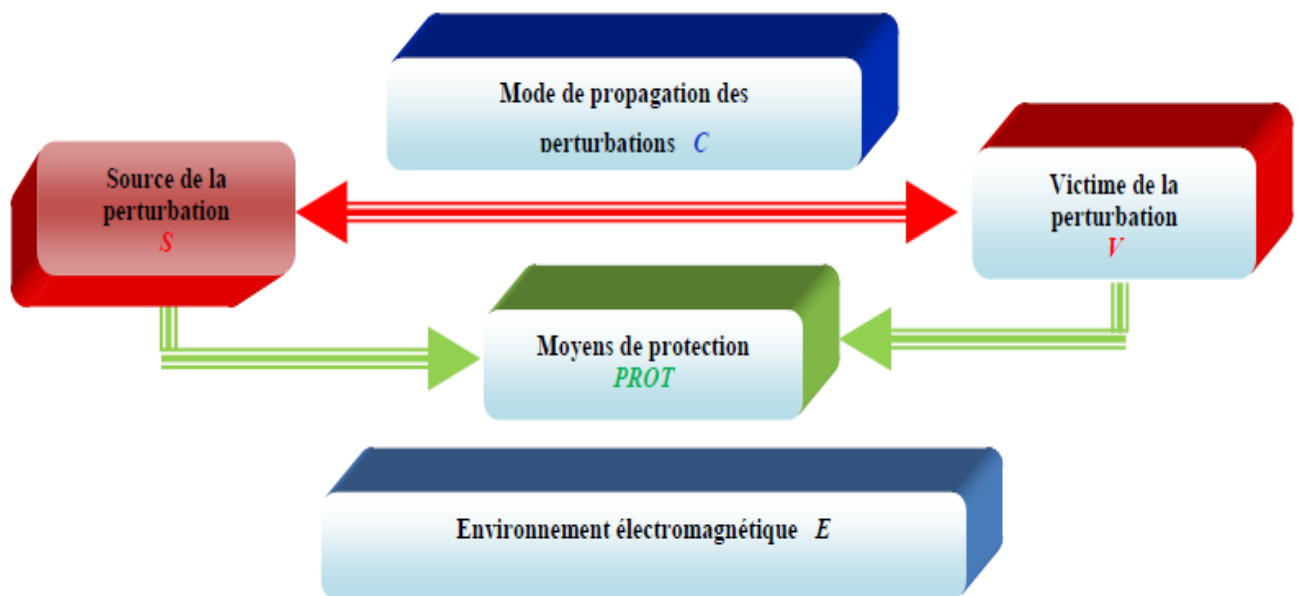 Mode de propagation des
perturbations C
Source de la
perturbation
S
Victime de la
perturbation
V
Moyens de protection
PROT
Environnement électromagnétique E